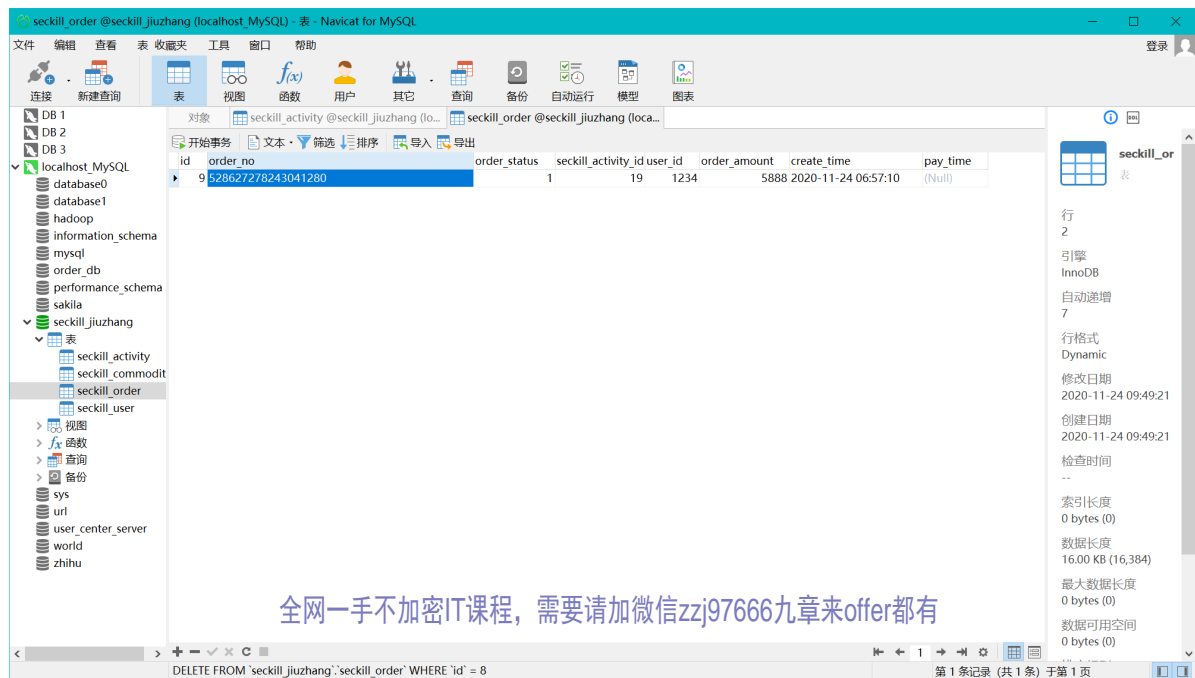 seckill_order @seckill_jiuzhang (localhost_MySQL) - 表 - Navicat for MySQL
文件 编辑 查看 表 收藏夹 工具 窗口 帮助 登录
连接 新建查询 表 视图 f(x) 函数 用户 其它 查询 备份 自动运行 模型 图表
对象 seckill_activity @seckill_jiuzhang (lo... seckill_order @seckill_jiuzhang (loca...
开始事务 文本 筛选 排序 导入 导出
id order_no order_status seckill_activity_id user_id order_amount create_time pay_time
9 528627278243041280 1 19 1234 5888 2020-11-24 06:57:10 (Null)
DB 1
DB 2
DB 3
localhost_MySQL
database0
database1
hadoop
information_schema
mysql
order_db
performance_schema
sakila
seckill_jiuzhang
表
seckill_activity
seckill_commodit
seckill_order
seckill_user
视图
fx 函数
查询
备份
sys
url
user_center_server
world
zhihu
DDL
seckill_or
表
行
2
引擎
InnoDB
自动递增
7
行格式
Dynamic
修改日期
2020-11-24 09:49:21
创建日期
2020-11-24 09:49:21
检查时间
--
索引长度
0 bytes (0)
数据长度
16.00 KB (16,384)
最大数据长度
0 bytes (0)
数据可用空间
0 bytes (0)
全网一手不加密IT课程，需要请加微信zzj97666九章来offer都有
1
DELETE FROM `seckill_jiuzhang`.`seckill_order` WHERE `id` = 8
第 1 条记录 (共 1 条) 于第 1 页